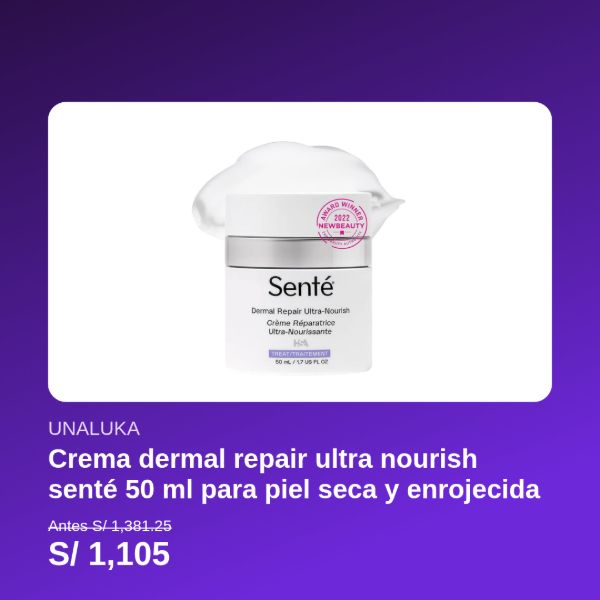 AWARD WINNER
2022
NEWBEAUTY
Senté
Dermal Repair Ultra-Nourish
Crème Réparatrice
Ultra-Nourissante
HSA
TREAT/TRAITEMENT
50 mL / 1.7 US FL OZ
UNALUKA
Crema dermal repair ultra nourish
senté 50 ml para piel seca y enrojecida
Antes S/ 1,381.25
S/ 1,105